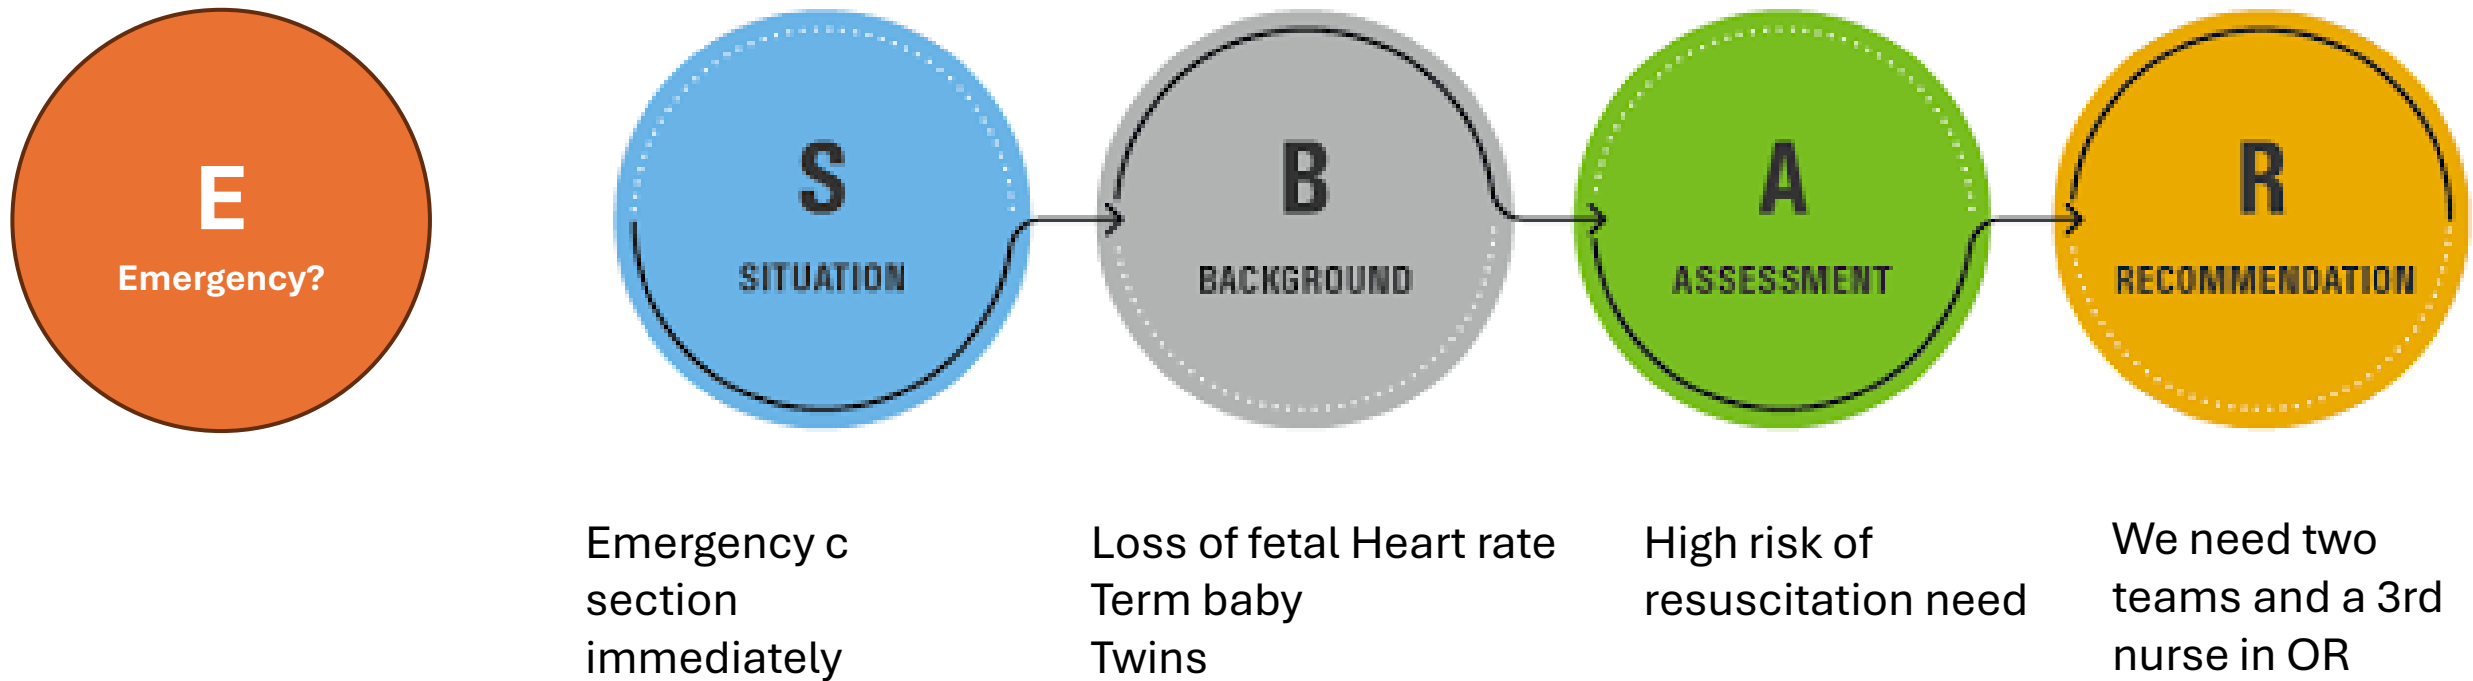 E
Emergency?
S
SITUATION
B
BACKGROUND
A
ASSESSMENT
R
RECOMMENDATION
Emergency c
section
immediately
Loss of fetal Heart rate
Term baby
Twins
High risk of
resuscitation need
We need two
teams and a 3rd
nurse in OR